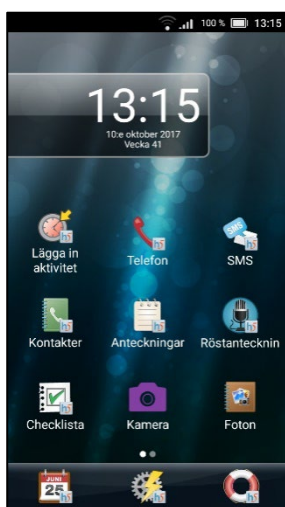 100 % 13:15
13:15
10:e oktober 2017
Vecka 41
Lägga in
aktivitet
Telefon
SMS
SMS
Kontakter
Anteckningar
Röstantecknin
Checklista
Kamera
Foton
JUNI
25